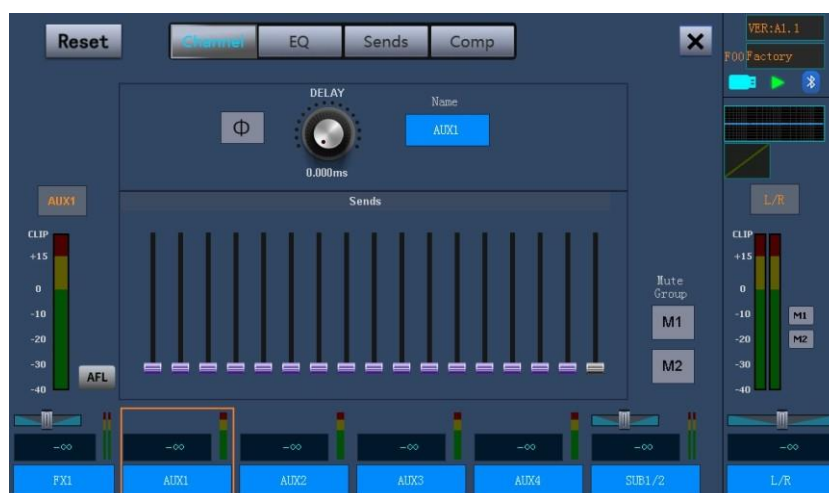 Reset
Channel
EQ
Sends
Comp
VER:A1.1
F00 Factory
DELAY
Name
Φ
AUX1
0.000ms
AUX1
Sends
L/R
CLIP
+15
0
-10
-20
-30
-40
AFL
Mute
Group
M1
M2
CLIP
+15
0
-10
-20
-30
-40
M1
M2
-∞
-∞
-∞
-∞
-∞
-∞
-∞
FX1
AUX1
AUX2
AUX3
AUX4
SUB1/2
L/R